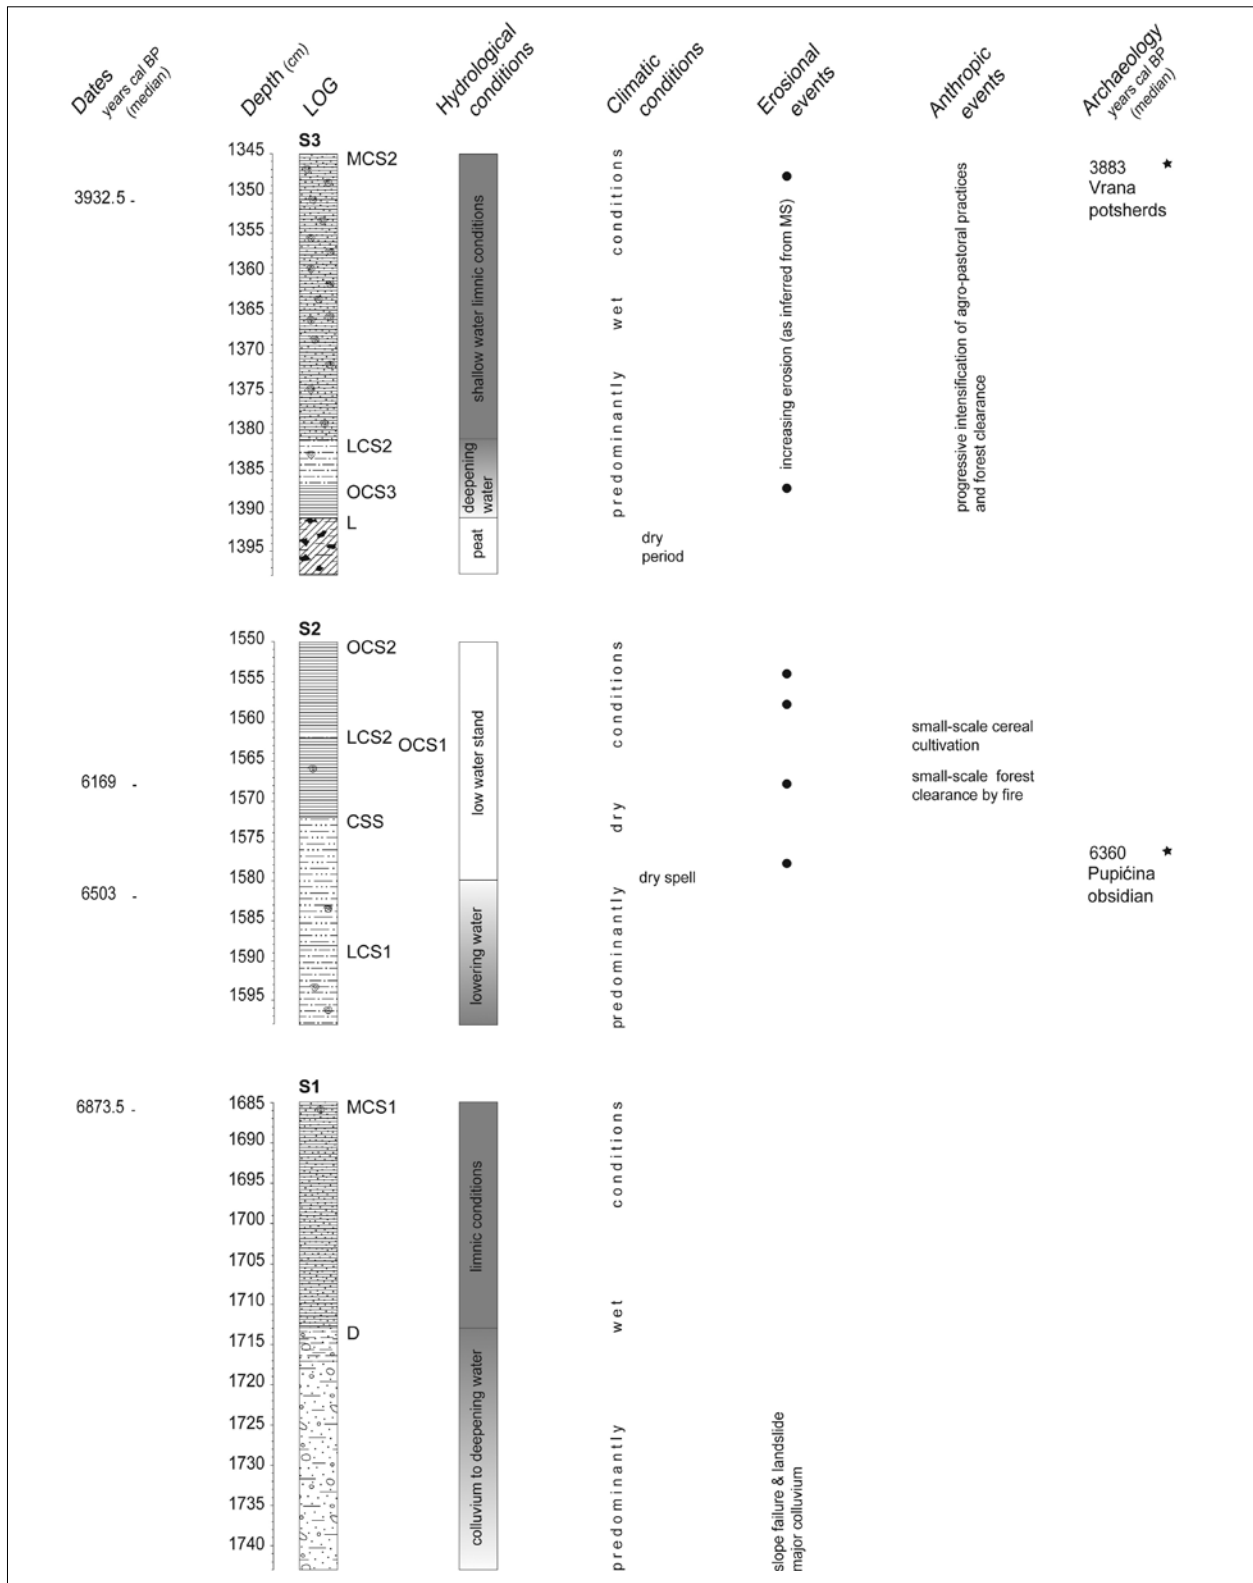 Dates
years cal BP
(median)
Depth (cm)
LOG
Hydrological
conditions
Climatic
conditions
Erosional
events
Anthropic
events
Archaeology
years cal BP
(median)
S3
1345
1350
1355
1360
1365
1370
1375
1380
1385
1390
1395
3932.5 -
MCS2
LCS2
OCS3
L
shallow water limnic conditions
deepening
water
peat
predominantly wet conditions
dry
period
increasing erosion (as inferred from MS)
progressive intensification of agro-pastoral practices
and forest clearance
3883
Vrana
potsherds
S2
1550
1555
1560
1565
1570
1575
1580
1585
1590
1595
6169 -
6503 -
OCS2
LCS2
OCS1
CSS
LCS1
low water stand
lowering water
predominantly dry conditions
dry spell
small-scale cereal
cultivation
small-scale forest
clearance by fire
6360
Pupićina
obsidian
S1
1685
1690
1695
1700
1705
1710
1715
1720
1725
1730
1735
1740
6873.5 -
MCS1
D
limnic conditions
colluvium to deepening water
predominantly wet conditions
slope failure & landslide
major colluvium